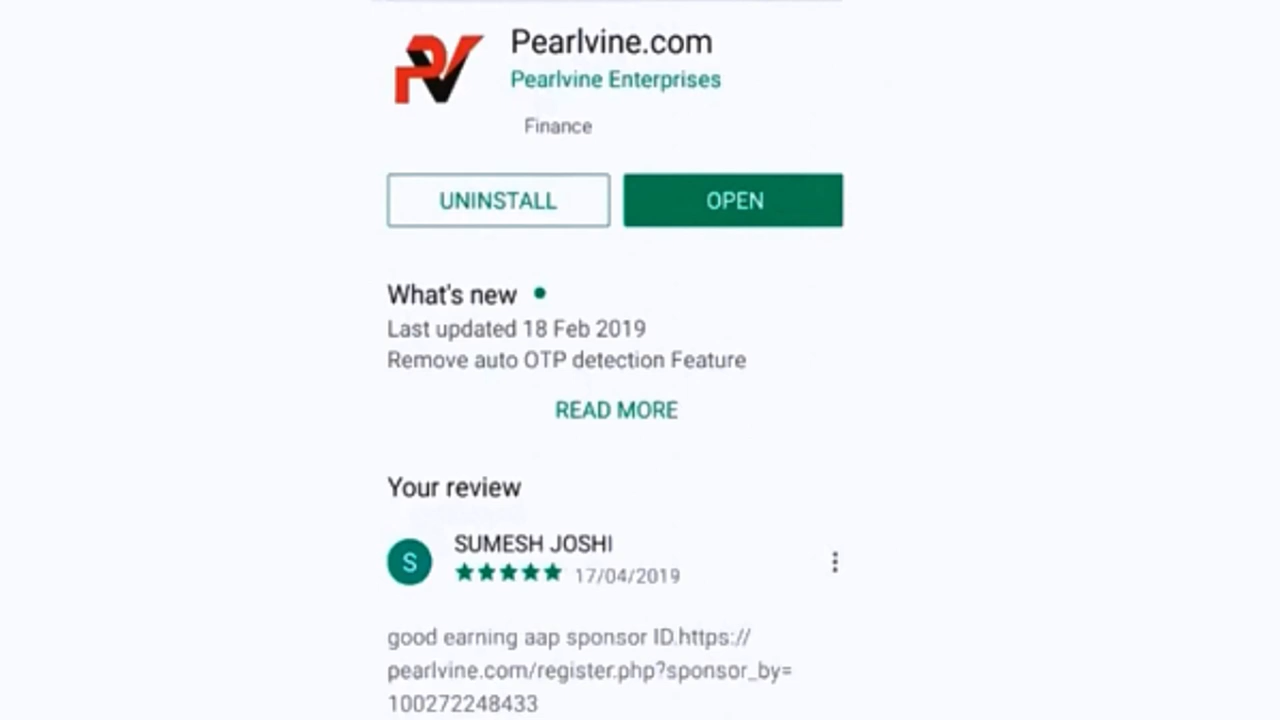 PV
Pearlvine.com
Pearlvine Enterprises
Finance
UNINSTALL
OPEN
What's new
Last updated 18 Feb 2019
Remove auto OTP detection Feature
READ MORE
Your review
S
SUMESH JOSHI
17/04/2019
good earning aap sponsor ID.https://
pearlvine.com/register.php?sponsor_by=
100272248433